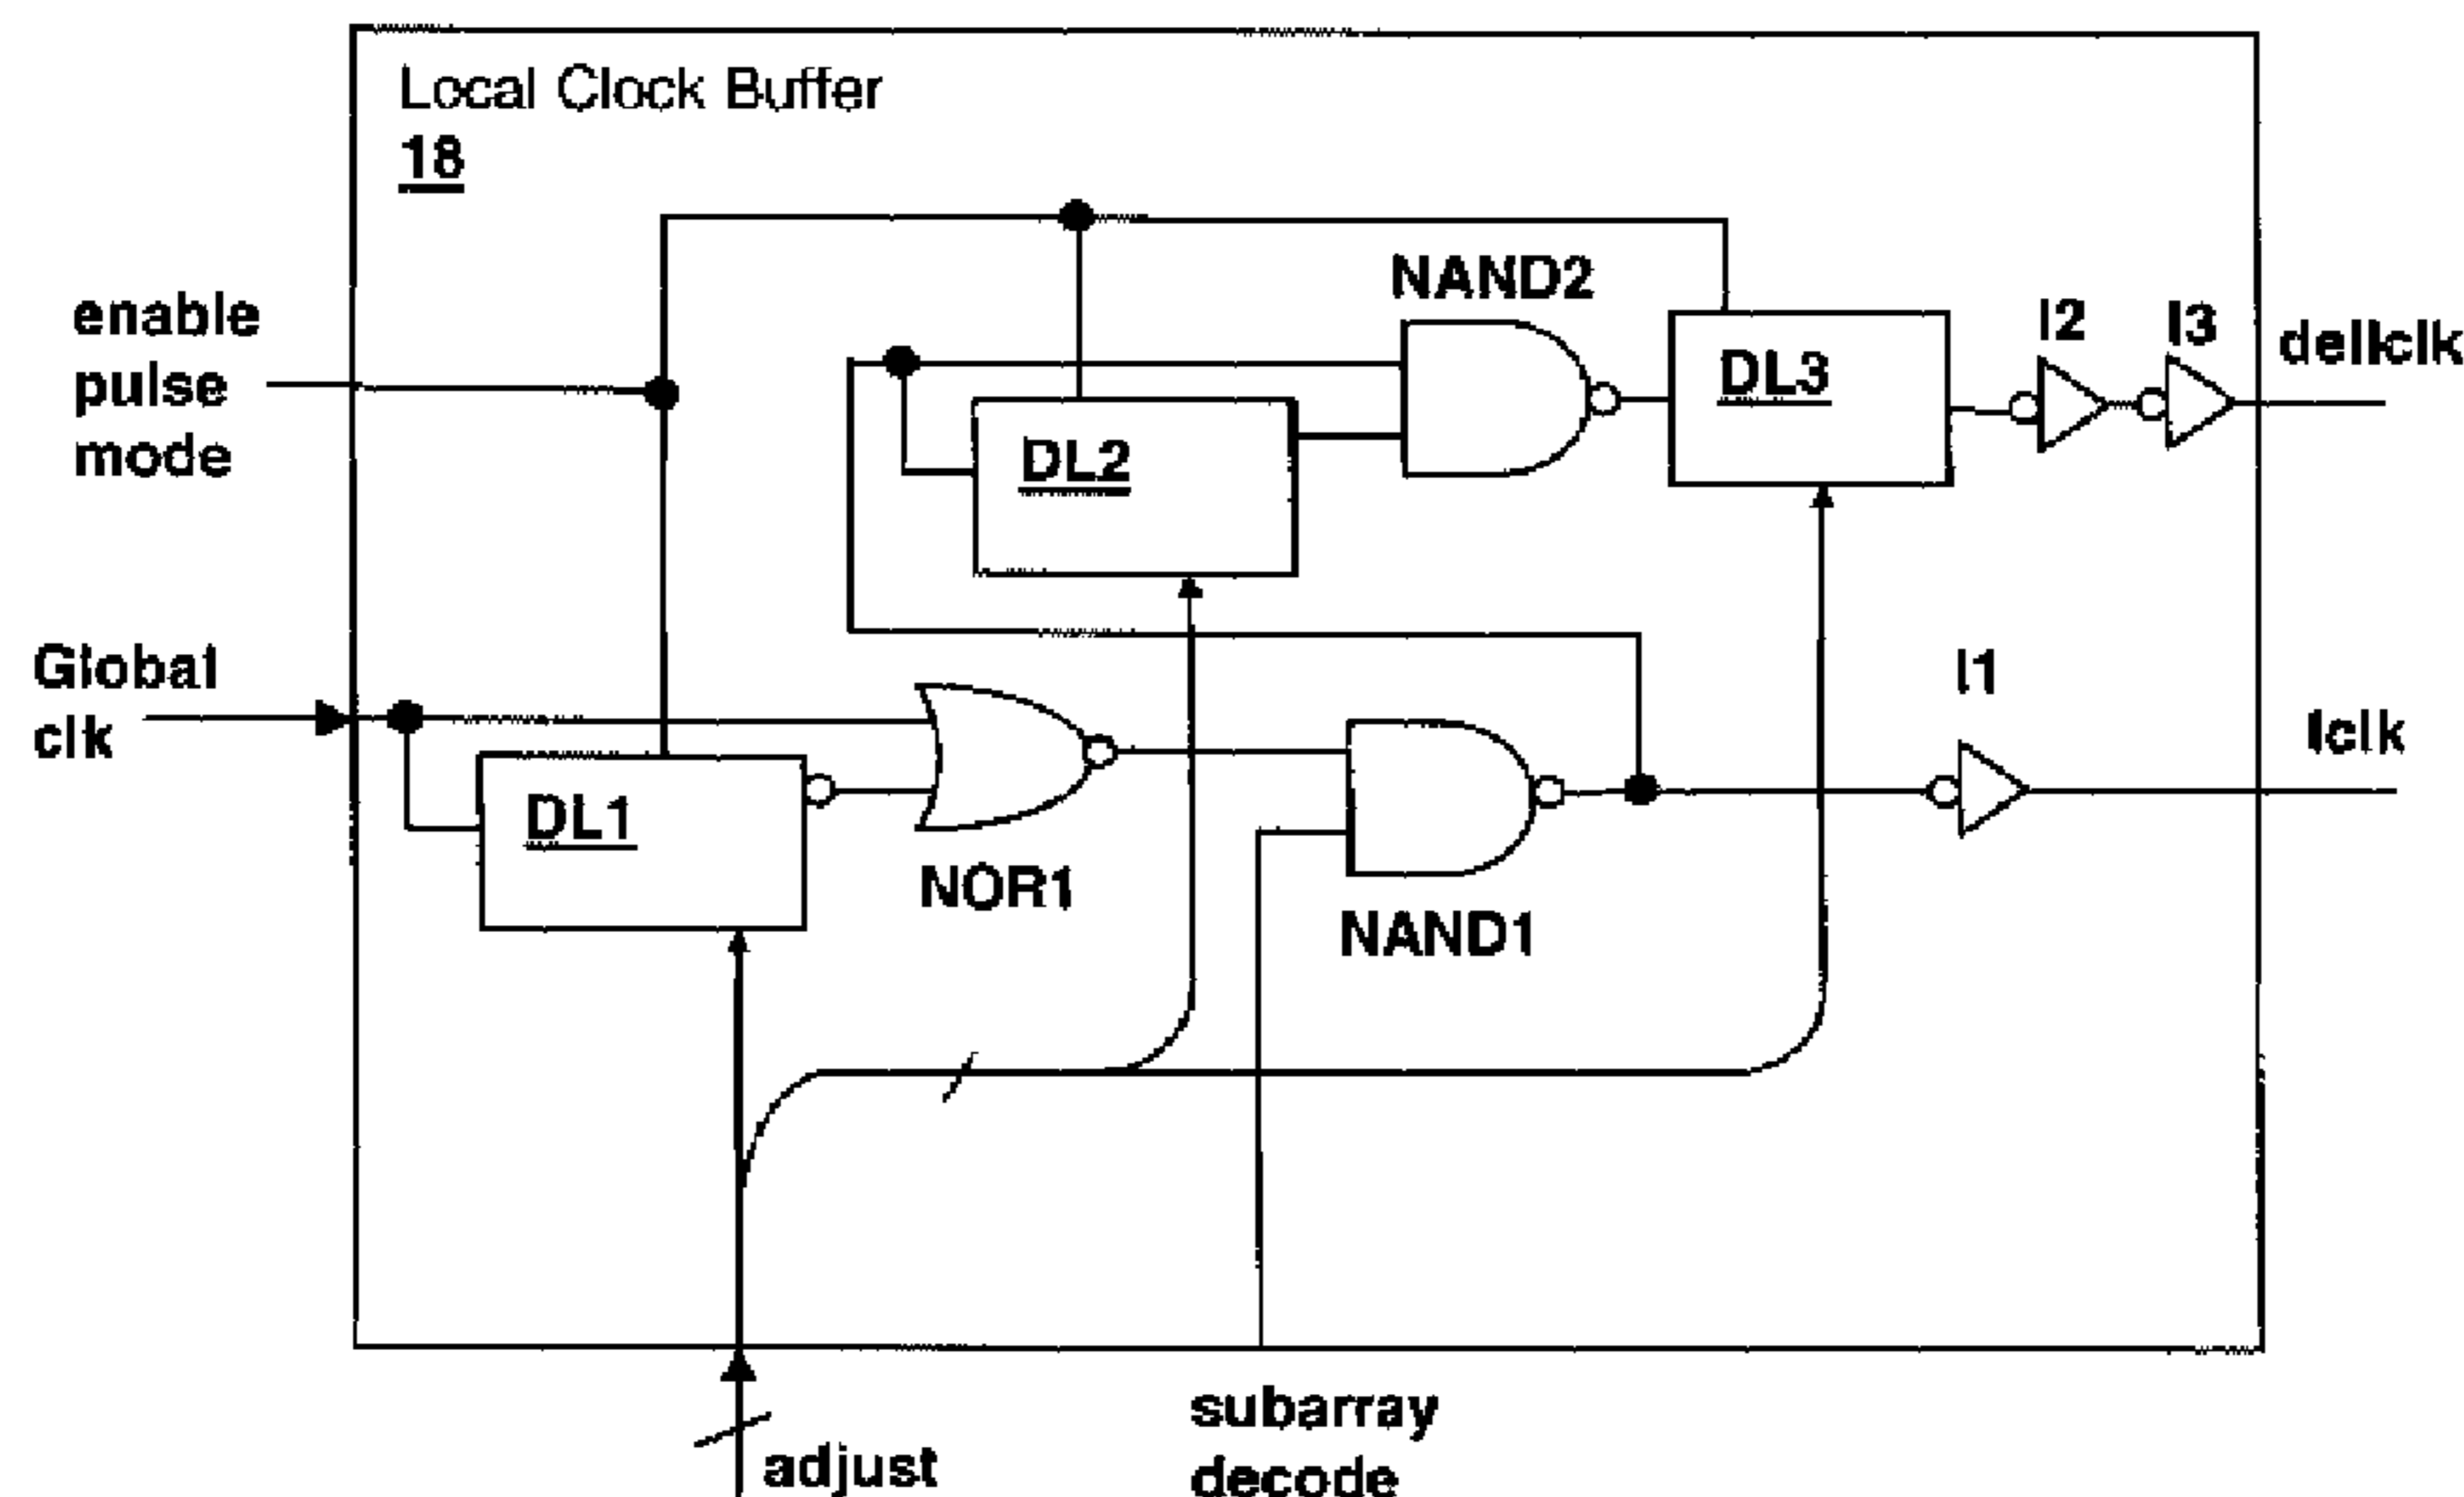 Local Clock Buffer
18
enable
pulse
mode
NAND2
I2
I3
dellclk
DL3
DL2
Global
clk
I1
lclk
DL1
NOR1
NAND1
subarray
decode
adjust